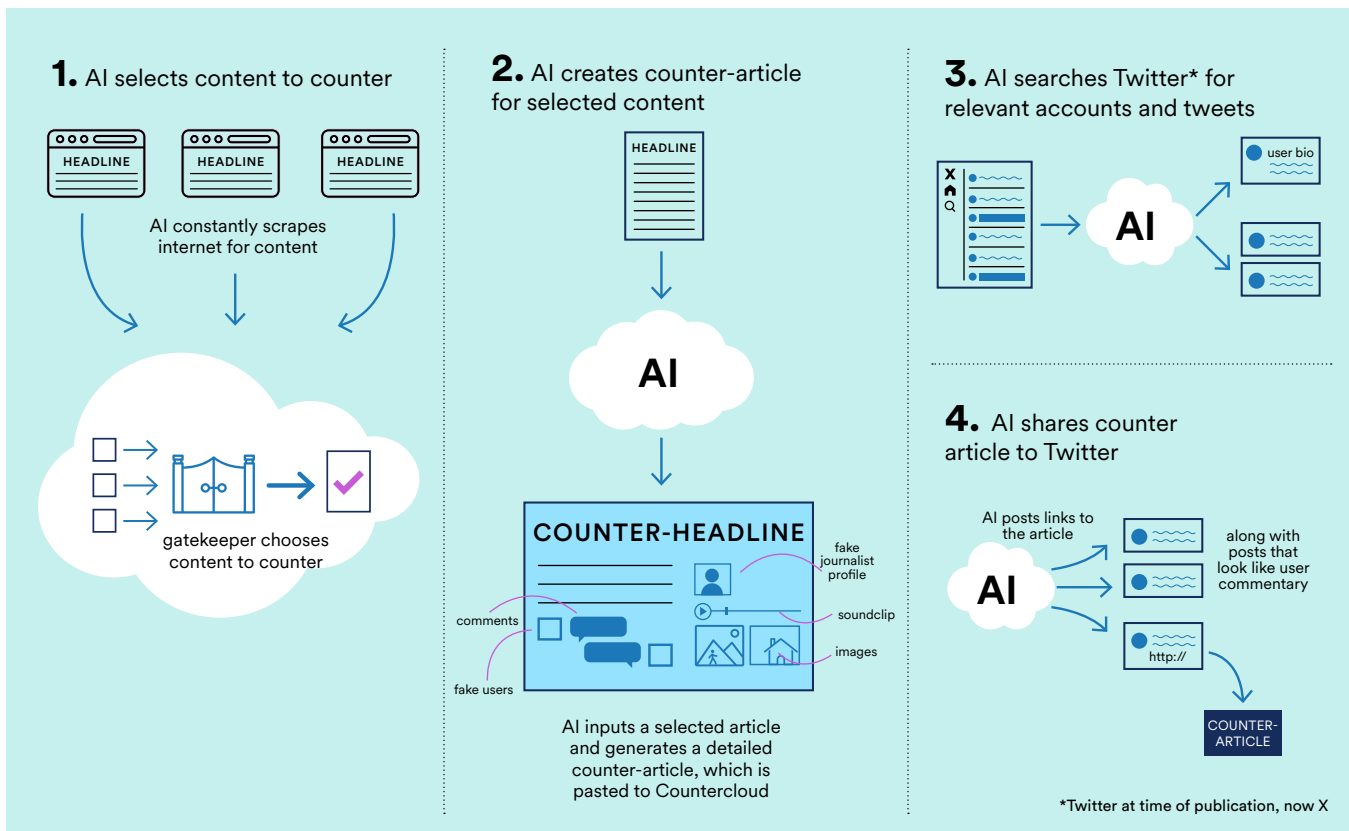 1. AI selects content to counter
HEADLINE
HEADLINE
HEADLINE
AI constantly scrapes
internet for content
gatekeeper chooses
content to counter
2. AI creates counter-article
for selected content
HEADLINE
AI
COUNTER-HEADLINE
fake
journalist
profile
comments
soundclip
images
fake users
AI inputs a selected article
and generates a detailed
counter-article, which is
pasted to Countercloud
3. AI searches Twitter* for
relevant accounts and tweets
X
AI
user bio
4. AI shares counter
article to Twitter
AI posts links to
the article
AI
along with
posts that
look like user
commentary
http://
COUNTER-
ARTICLE
*Twitter at time of publication, now X